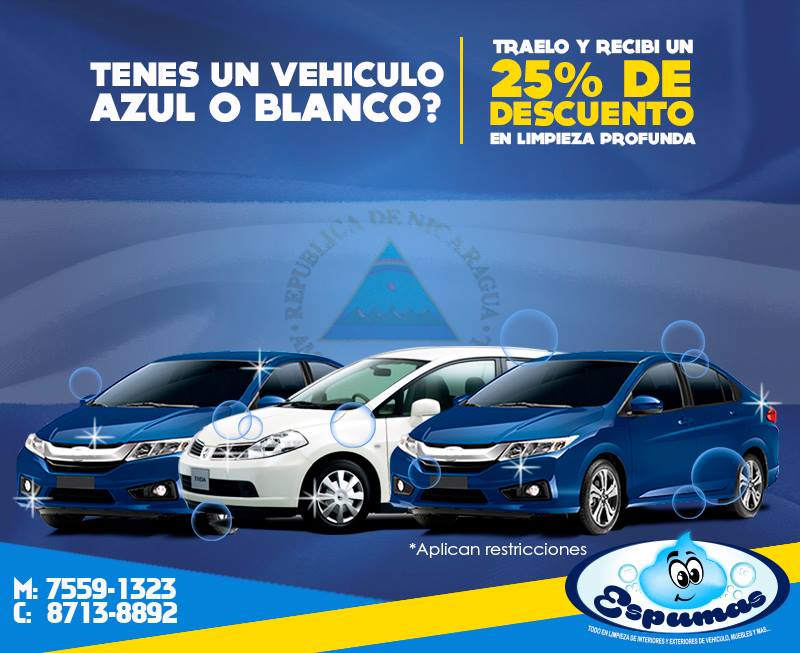 TENES UN VEHICULO
AZUL O BLANCO?
TRAELO Y RECIBI UN
25% DE
DESCUENTO
EN LIMPIEZA PROFUNDA
REPUBLICA DE NICARAGUA
TIIDA
*Aplican restricciones
M: 7559-1323
C: 8713-8892
Espumas
TODO EN LIMPIEZA DE INTERIORES Y EXTERIORES DE VEHICULO, MUEBLES Y MAS...